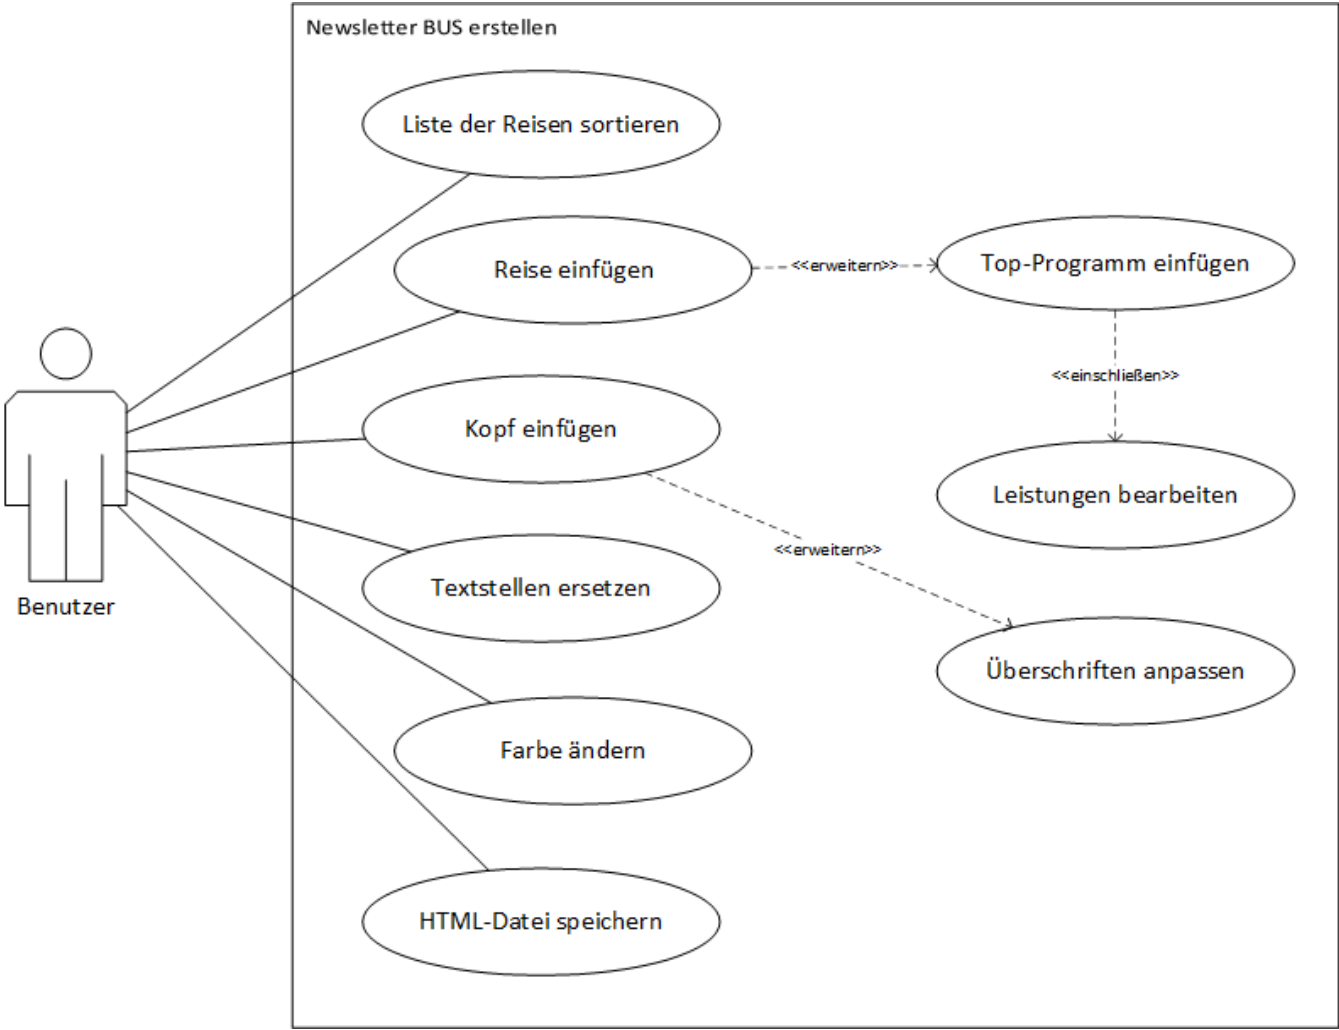 Newsletter BUS erstellen
Liste der Reisen sortieren
Reise einfügen
<<erweitern>>
Top-Programm einfügen
<<einschließen>>
Kopf einfügen
Leistungen bearbeiten
<<erweitern>>
Textstellen ersetzen
Benutzer
Überschriften anpassen
Farbe ändern
HTML-Datei speichern